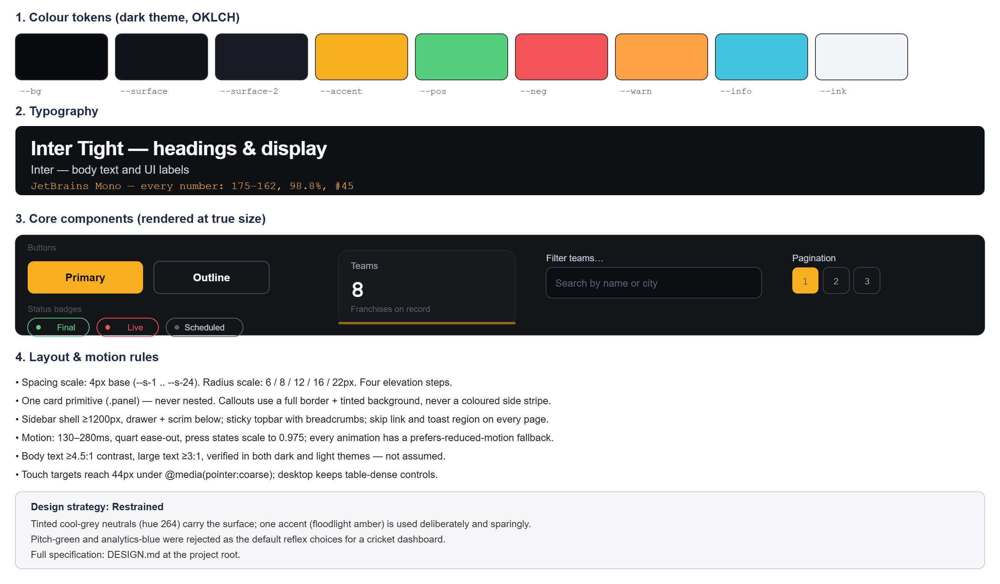 1. Colour tokens (dark theme, OKLCH)
--bg
--surface
--surface-2
--accent
--pos
--neg
--warn
--info
--ink
2. Typography
Inter Tight — headings & display
Inter — body text and UI labels
JetBrains Mono — every number: 175–162, 98.8%, #45
3. Core components (rendered at true size)
Buttons
Primary
Outline
Status badges
Final
Live
Scheduled
Teams
8
Franchises on record
Filter teams…
Search by name or city
Pagination
1
2
3
4. Layout & motion rules
• Spacing scale: 4px base (--s-1 .. --s-24). Radius scale: 6 / 8 / 12 / 16 / 22px. Four elevation steps.
• One card primitive (.panel) — never nested. Callouts use a full border + tinted background, never a coloured side stripe.
• Sidebar shell ≥1200px, drawer + scrim below; sticky topbar with breadcrumbs; skip link and toast region on every page.
• Motion: 130–280ms, quart ease-out, press states scale to 0.975; every animation has a prefers-reduced-motion fallback.
• Body text ≥4.5:1 contrast, large text ≥3:1, verified in both dark and light themes — not assumed.
• Touch targets reach 44px under @media(pointer:coarse); desktop keeps table-dense controls.
Design strategy: Restrained
Tinted cool-grey neutrals (hue 264) carry the surface; one accent (floodlight amber) is used deliberately and sparingly.
Pitch-green and analytics-blue were rejected as the default reflex choices for a cricket dashboard.
Full specification: DESIGN.md at the project root.